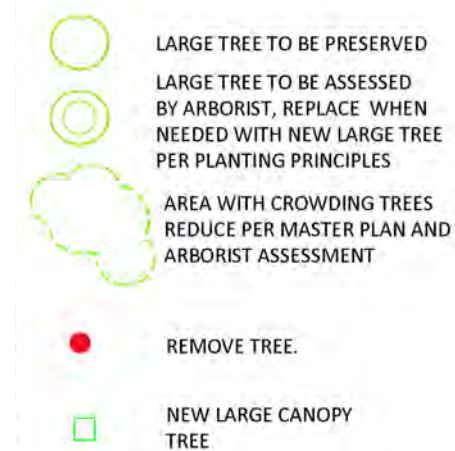 LARGE TREE TO BE PRESERVED
LARGE TREE TO BE ASSESSED
BY ARBORIST, REPLACE WHEN
NEEDED WITH NEW LARGE TREE
PER PLANTING PRINCIPLES
AREA WITH CROWDING TREES
REDUCE PER MASTER PLAN AND
ARBORIST ASSESSMENT
REMOVE TREE.
NEW LARGE CANOPY
TREE